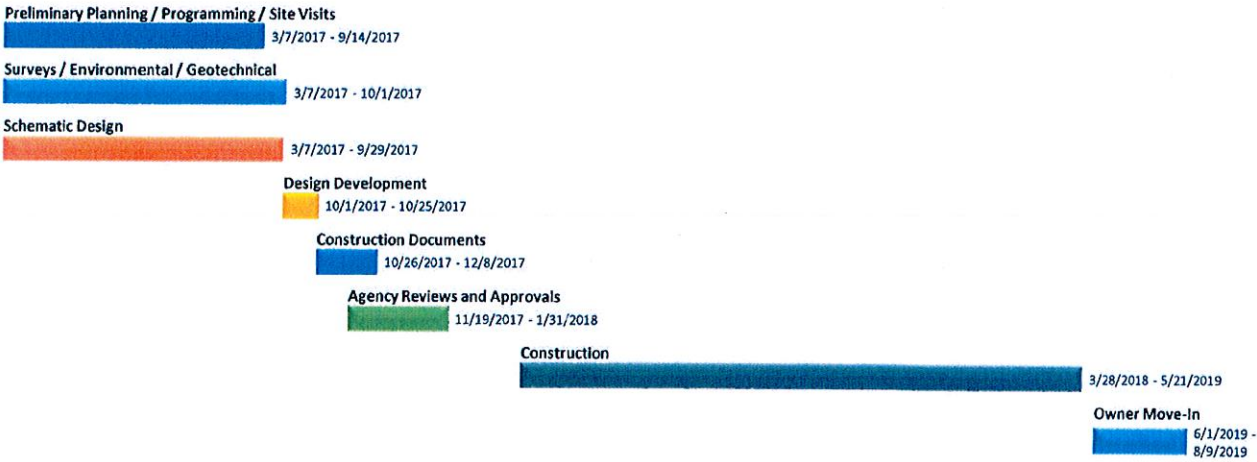 Preliminary Planning / Programming / Site Visits
3/7/2017 - 9/14/2017
Surveys / Environmental / Geotechnical
3/7/2017 - 10/1/2017
Schematic Design
3/7/2017 - 9/29/2017
Design Development
10/1/2017 - 10/25/2017
Construction Documents
10/26/2017 - 12/8/2017
Agency Reviews and Approvals
11/19/2017 - 1/31/2018
Construction
3/28/2018 - 5/21/2019
Owner Move-In
6/1/2019 -
8/9/2019